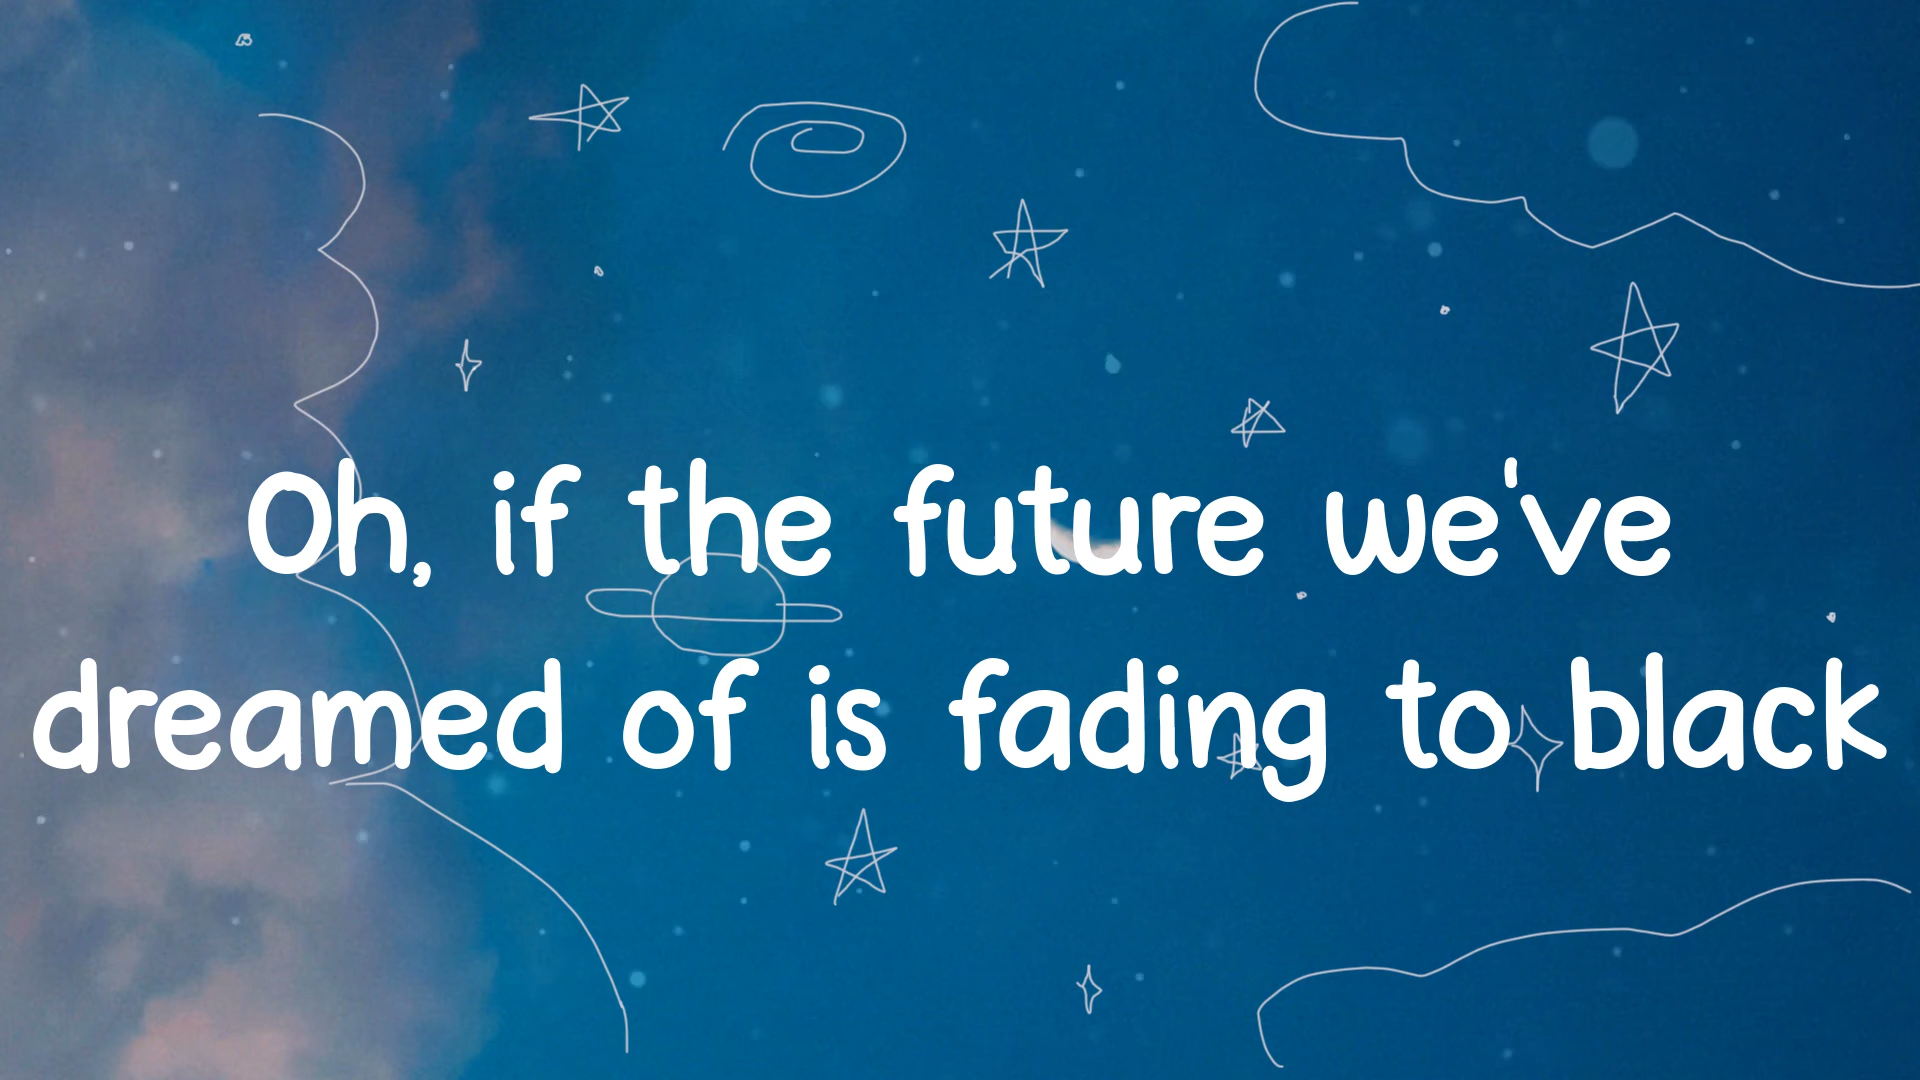 Oh, if the future we've
dreamed of is fading to black